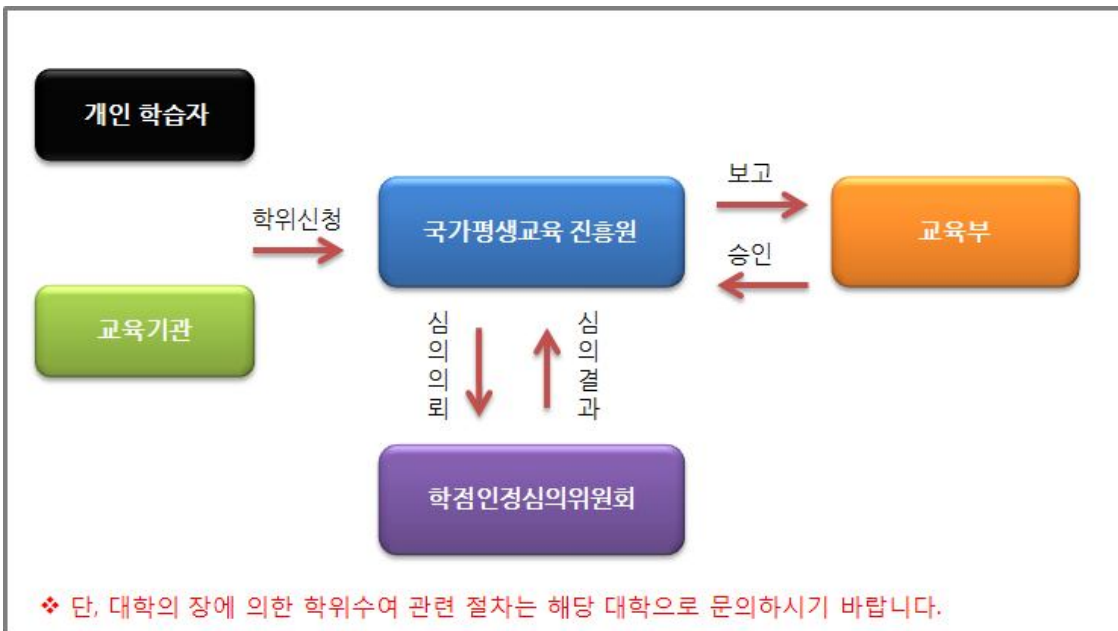 개인 학습자
교육기관
학위신청
국가평생교육 진흥원
보고
승인
교육부
심의의뢰
심의결과
학점인정심의위원회
❖ 단, 대학의 장에 의한 학위수여 관련 절차는 해당 대학으로 문의하시기 바랍니다.